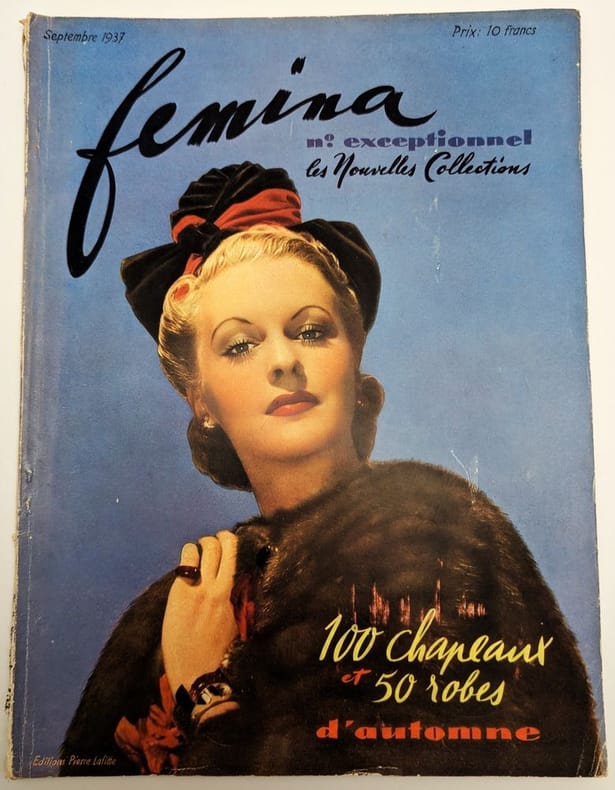 Septembre 1937
Prix: 10 francs
femina
nº exceptionnel
les Nouvelles Collections
100 chapeaux
et 50 robes
d'automne
Editions Pierre Lafitte